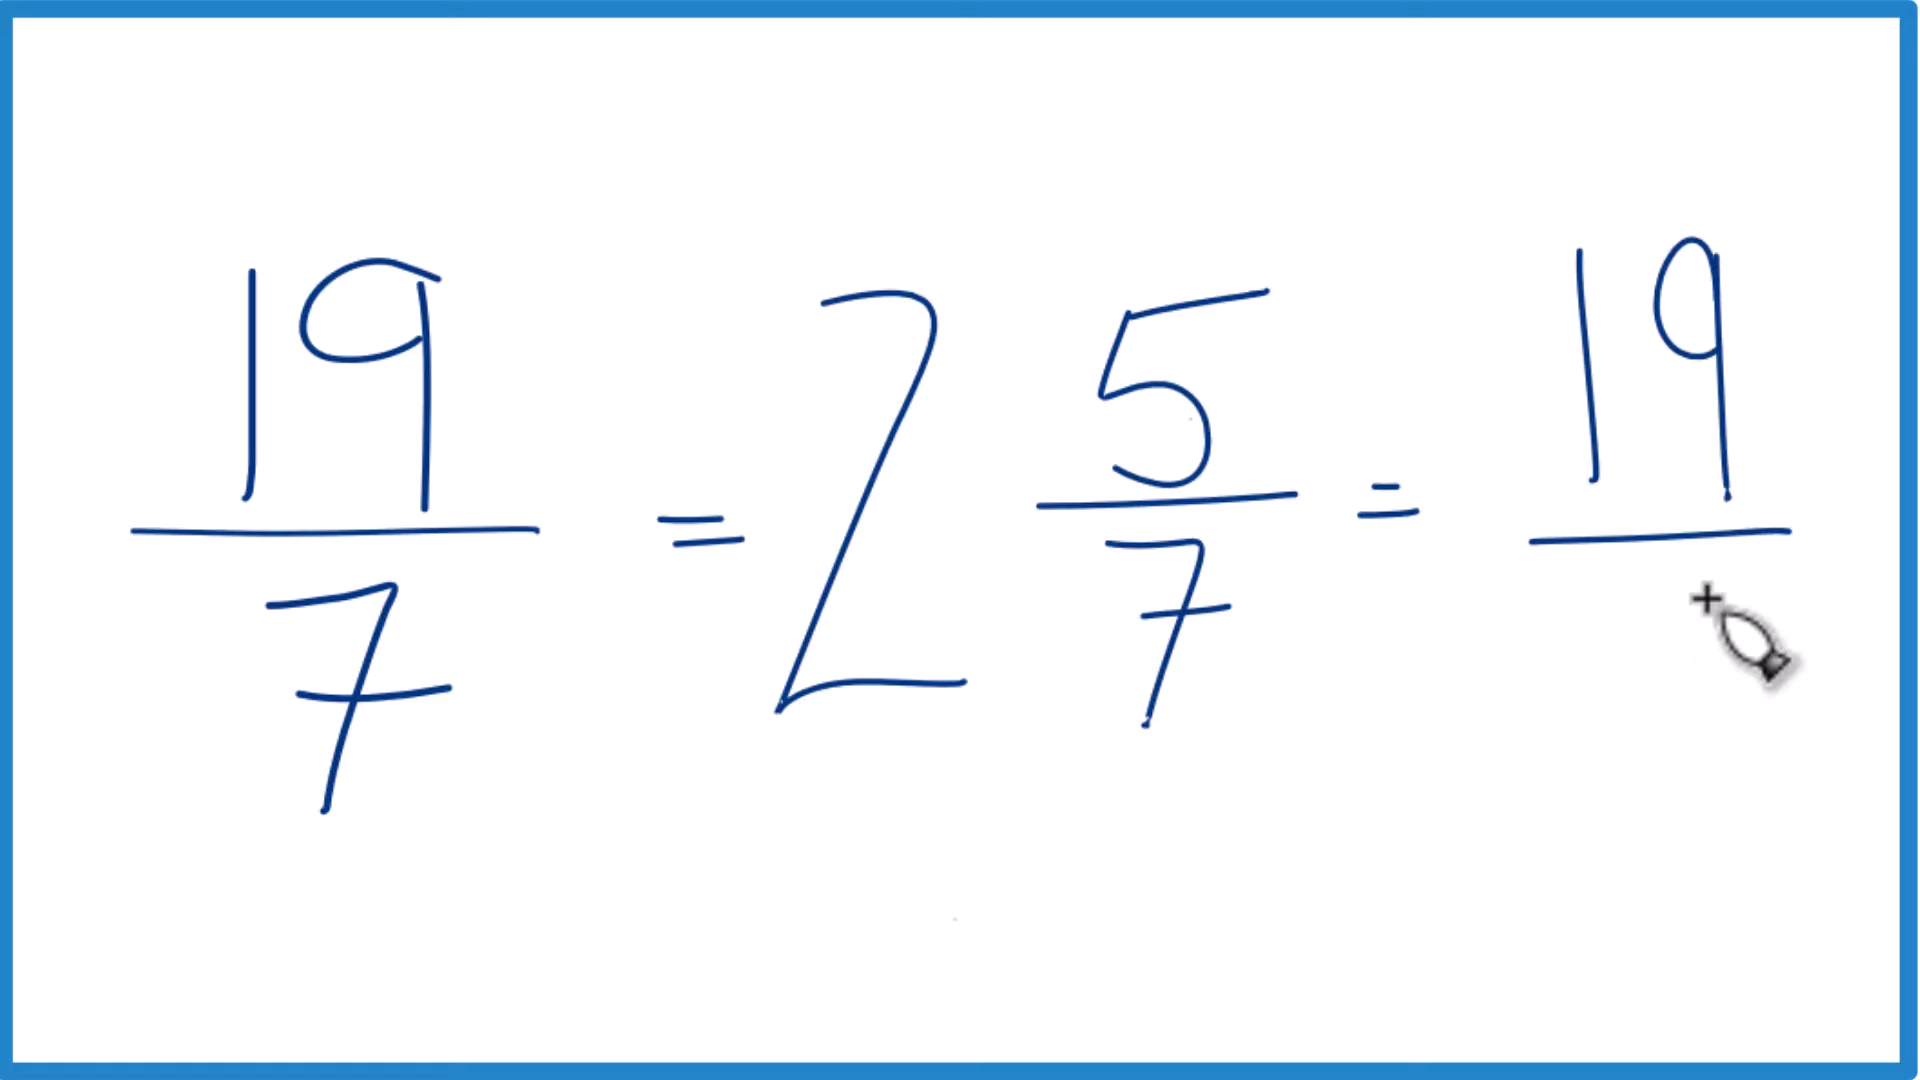 19/7 = 2 5/7 = 19/